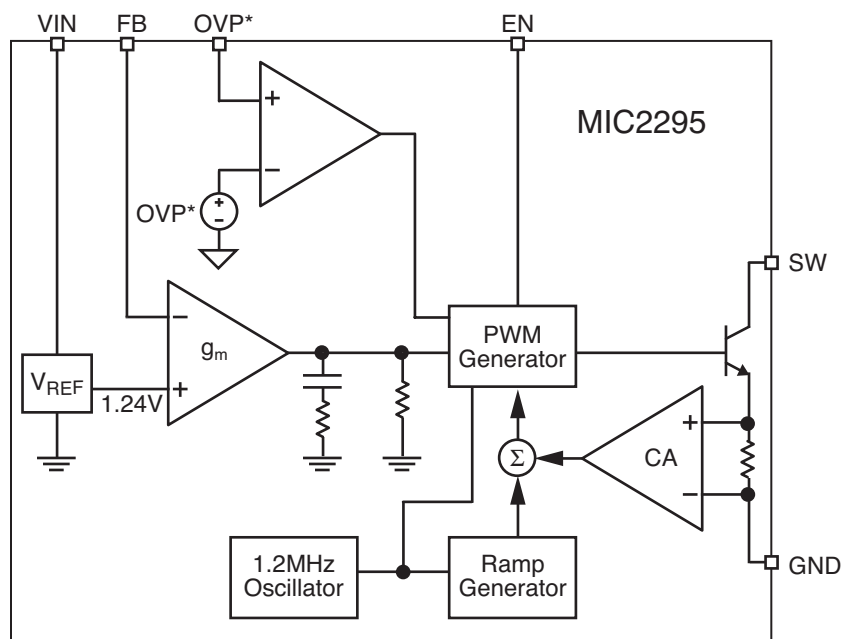 VIN FB OVP* EN
MIC2295
+
−
OVP*
+
−
SW
−
gm
PWM
Generator
VREF
+
1.24V
+
CA
Σ
−
1.2MHz
Oscillator
Ramp
Generator
GND